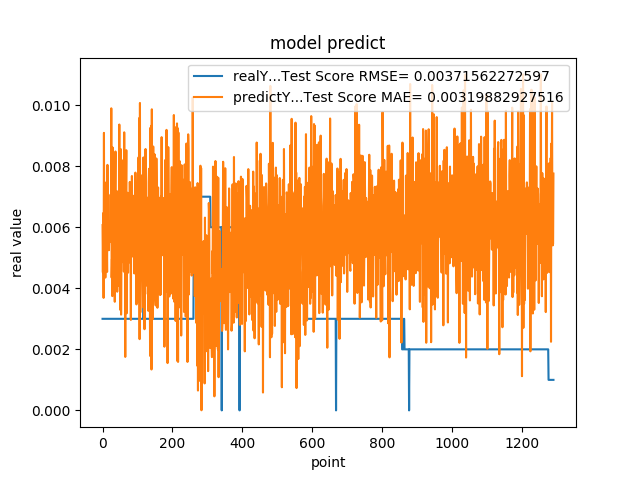 model predict
realY...Test Score RMSE= 0.00371562272597
predictY...Test Score MAE= 0.00319882927516
0.010
0.008
0.006
0.004
0.002
0.000
real value
0 200 400 600 800 1000 1200
point